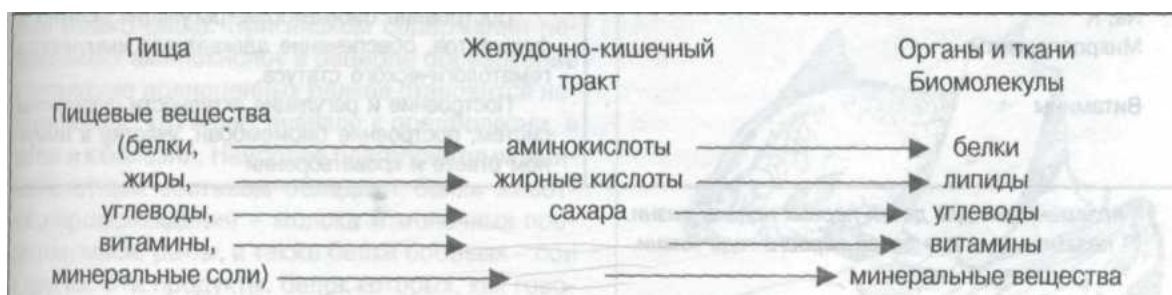 Пища Желудочно-кишечный Органы и ткани
тракт Биомолекулы
Пищевые вещества
(белки, аминокислоты белки
жиры, жирные кислоты липиды
углеводы, сахара углеводы
витамины, витамины
минеральные соли) минеральные вещества